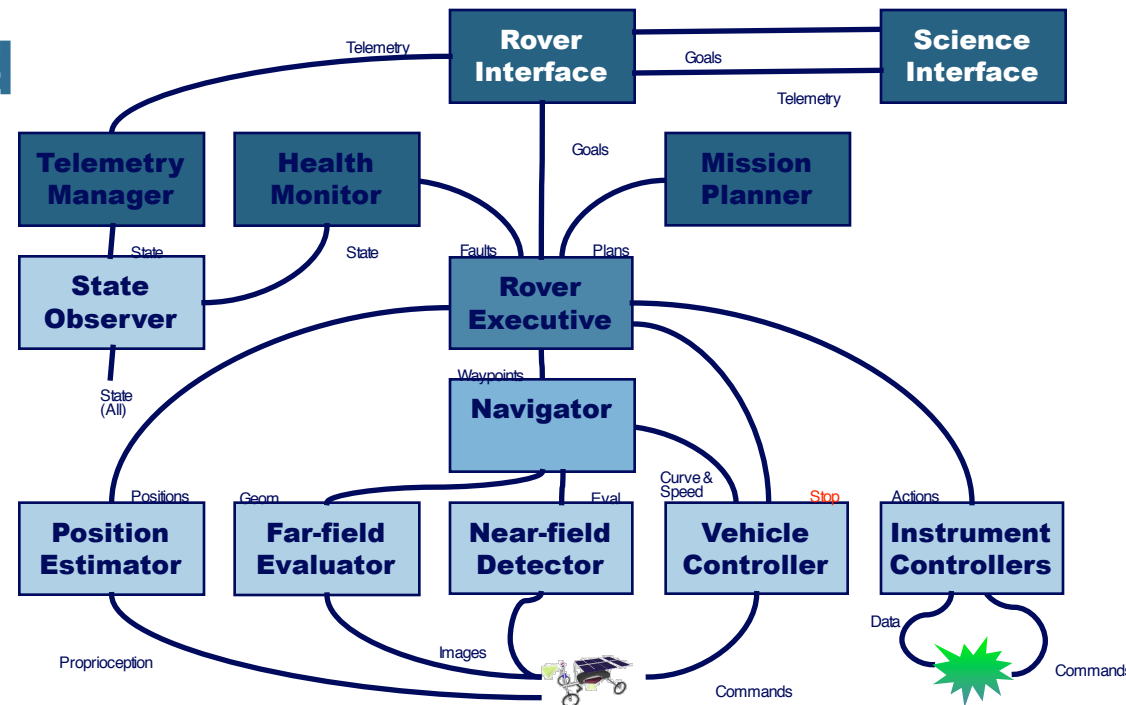 Rover
Interface
Science
Interface
Telemetry
Goals
Telemetry
Telemetry
Manager
Health
Monitor
Goals
Mission
Planner
State
State
Faults
Plans
State
Observer
Rover
Executive
State
(All)
Waypoints
Navigator
Positions
Geom
Eval
Curve &
Speed
Stop
Actions
Position
Estimator
Far-field
Evaluator
Near-field
Detector
Vehicle
Controller
Instrument
Controllers
Data
Proprioception
Images
Commands
Commands